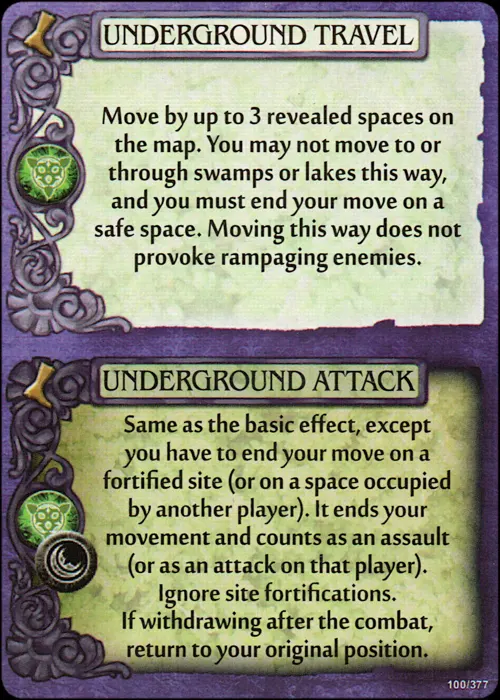 UNDERGROUND TRAVEL
Move by up to 3 revealed spaces on
the map. You may not move to or
through swamps or lakes this way,
and you must end your move on a
safe space. Moving this way does not
provoke rampaging enemies.
UNDERGROUND ATTACK
Same as the basic effect, except
you have to end your move on a
fortified site (or on a space occupied
by another player). It ends your
movement and counts as an assault
(or as an attack on that player).
Ignore site fortifications.
If withdrawing after the combat,
return to your original position.
100/377